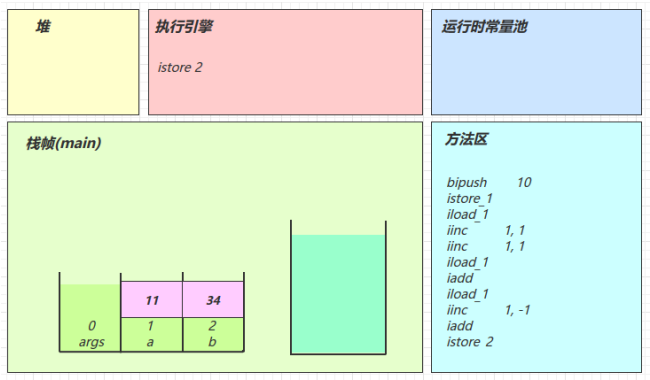 堆
执行引擎
istore 2
运行时常量池
栈帧(main)
11 34
0 1 2
args a b
方法区
bipush 10
istore_1
iload_1
iinc 1, 1
iinc 1, 1
iload_1
iadd
iload_1
iinc 1, -1
iadd
istore 2